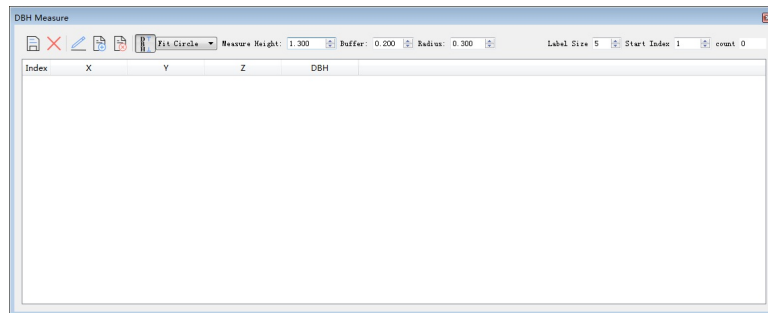 DBH Measure
DBH Fit Circle Measure Height: 1.300 Buffer: 0.200 Radius: 0.300 Label Size 5 Start Index 1 count 0
Index X Y Z DBH